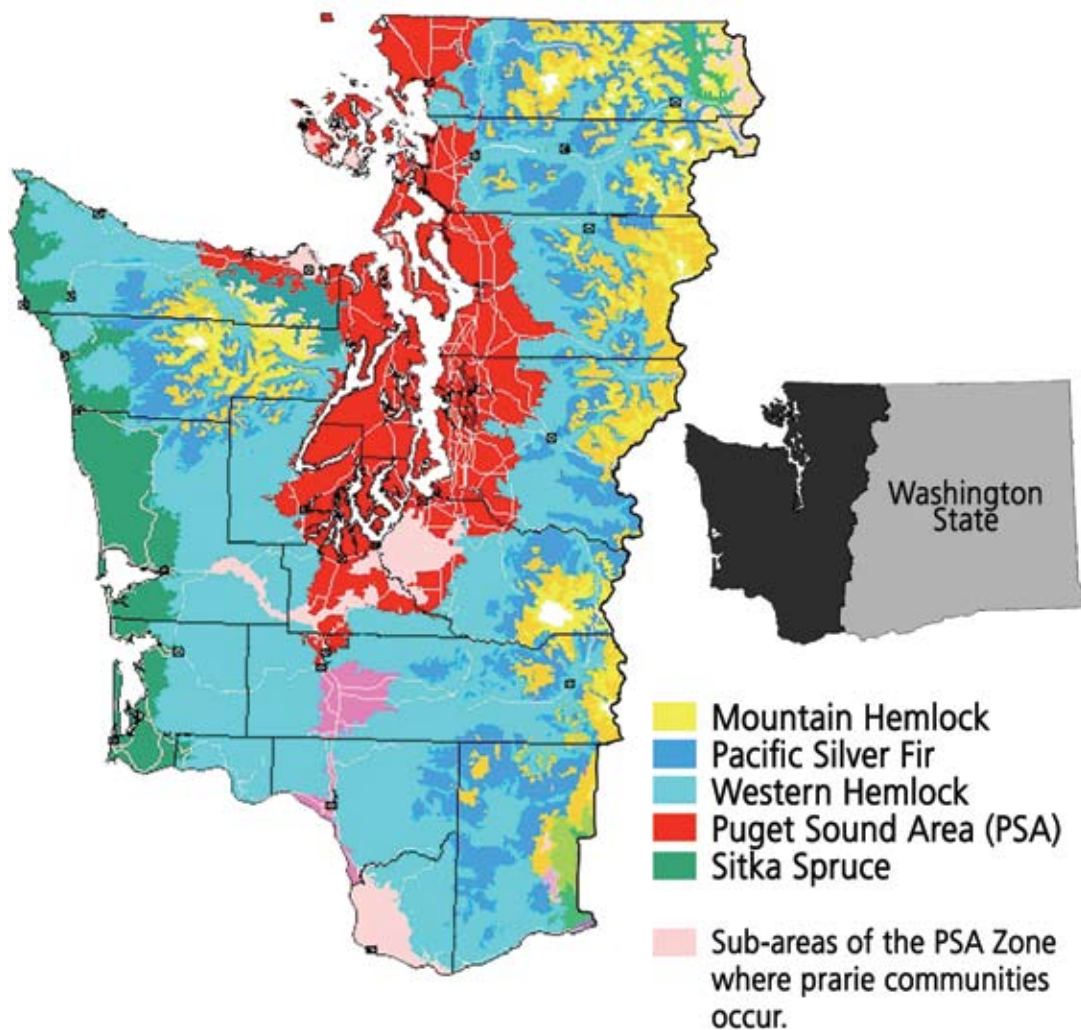 Washington
State
Mountain Hemlock
Pacific Silver Fir
Western Hemlock
Puget Sound Area (PSA)
Sitka Spruce
Sub-areas of the PSA Zone
where prarie communities
occur.